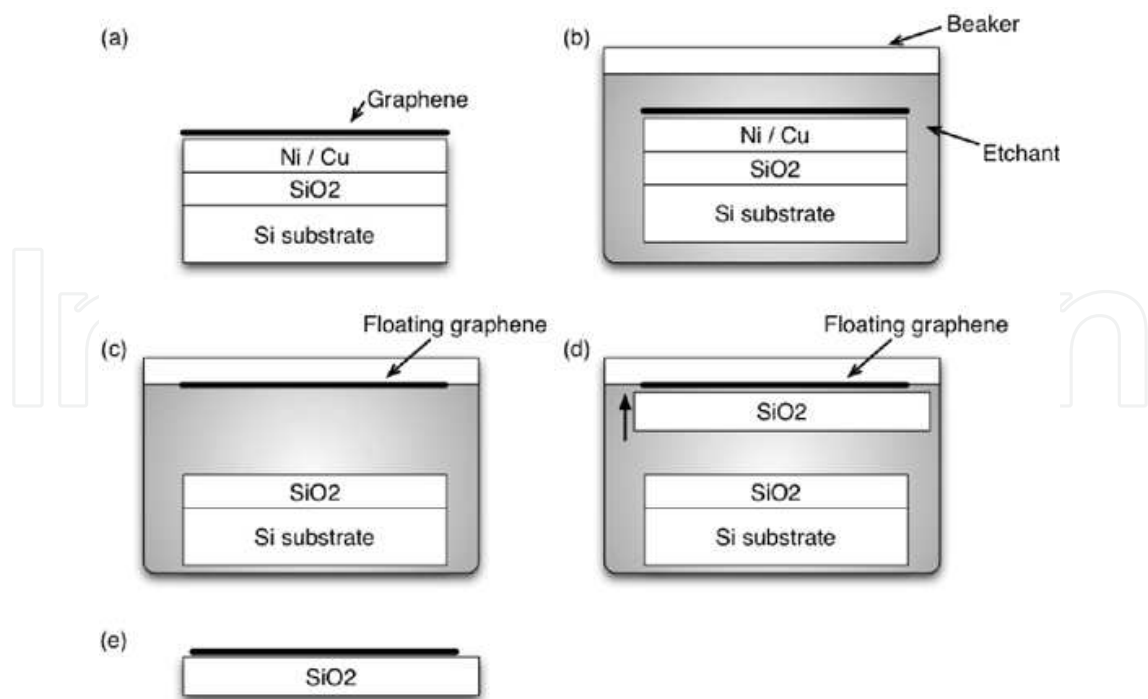 (a)
Graphene
Ni / Cu
SiO2
Si substrate
(b)
Beaker
Etchant
Ni / Cu
SiO2
Si substrate
(c)
Floating graphene
SiO2
Si substrate
(d)
Floating graphene
SiO2
SiO2
Si substrate
(e)
SiO2